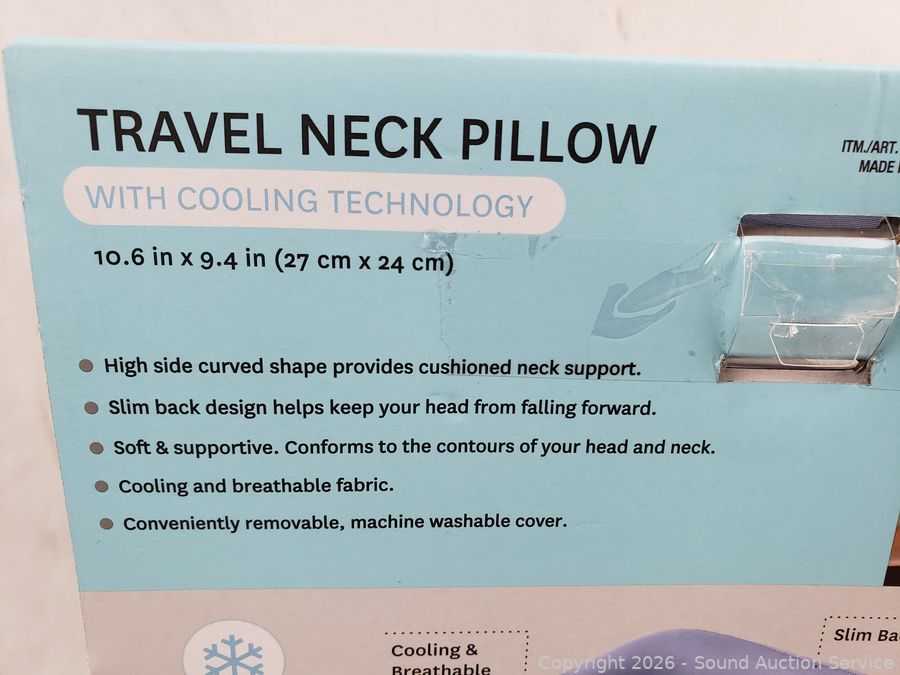 TRAVEL NECK PILLOW
WITH COOLING TECHNOLOGY
10.6 in x 9.4 in (27 cm x 24 cm)
ITM./ART.
MADE
High side curved shape provides cushioned neck support.
Slim back design helps keep your head from falling forward.
Soft & supportive. Conforms to the contours of your head and neck.
Cooling and breathable fabric.
Conveniently removable, machine washable cover.
Cooling &
Breathable
Slim
Copyright 2026 - Sound Auction Service